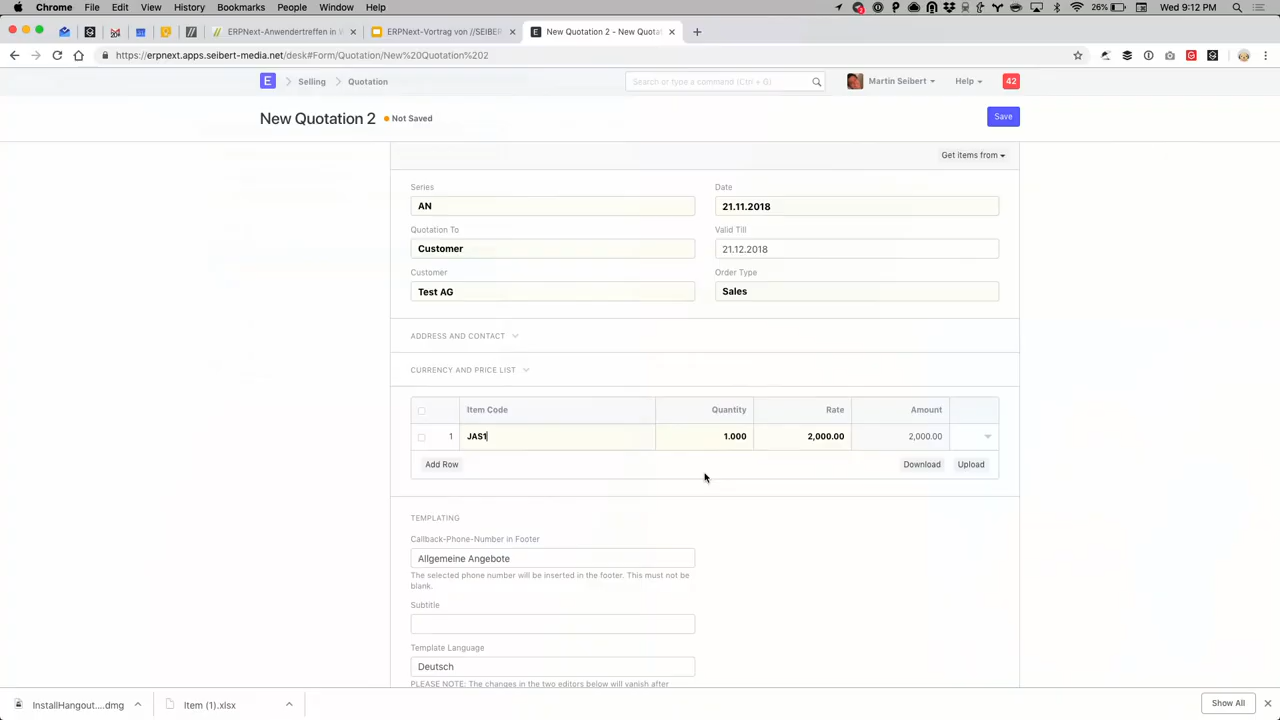 Chrome File Edit View History Bookmarks People Window Help 26% Wed 9:12 PM
ERPNext-Anwendertreffen in W ERPNext-Vortrag von //SEIBER New Quotation 2 - New Quota
https://erpnext.apps.seibert-media.net/desk#Form/Quotation/New%20Quotation%202
E Selling Quotation Search or type a command (Ctrl + G) Martin Seibert Help 42
New Quotation 2 Not Saved Save
Get items from
Series Date
AN 21.11.2018
Quotation To Valid Till
Customer 21.12.2018
Customer Order Type
Test AG Sales
ADDRESS AND CONTACT
CURRENCY AND PRICE LIST
Item Code Quantity Rate Amount
1 JAS1 1.000 2,000.00 2,000.00
Add Row Download Upload
TEMPLATING
Callback-Phone-Number in Footer
Allgemeine Angebote
The selected phone number will be inserted in the footer. This must not be
blank.
Subtitle
Template Language
Deutsch
PLEASE NOTE: The changes in the two editors below will vanish after
InstallHangout....dmg Item (1).xlsx Show All